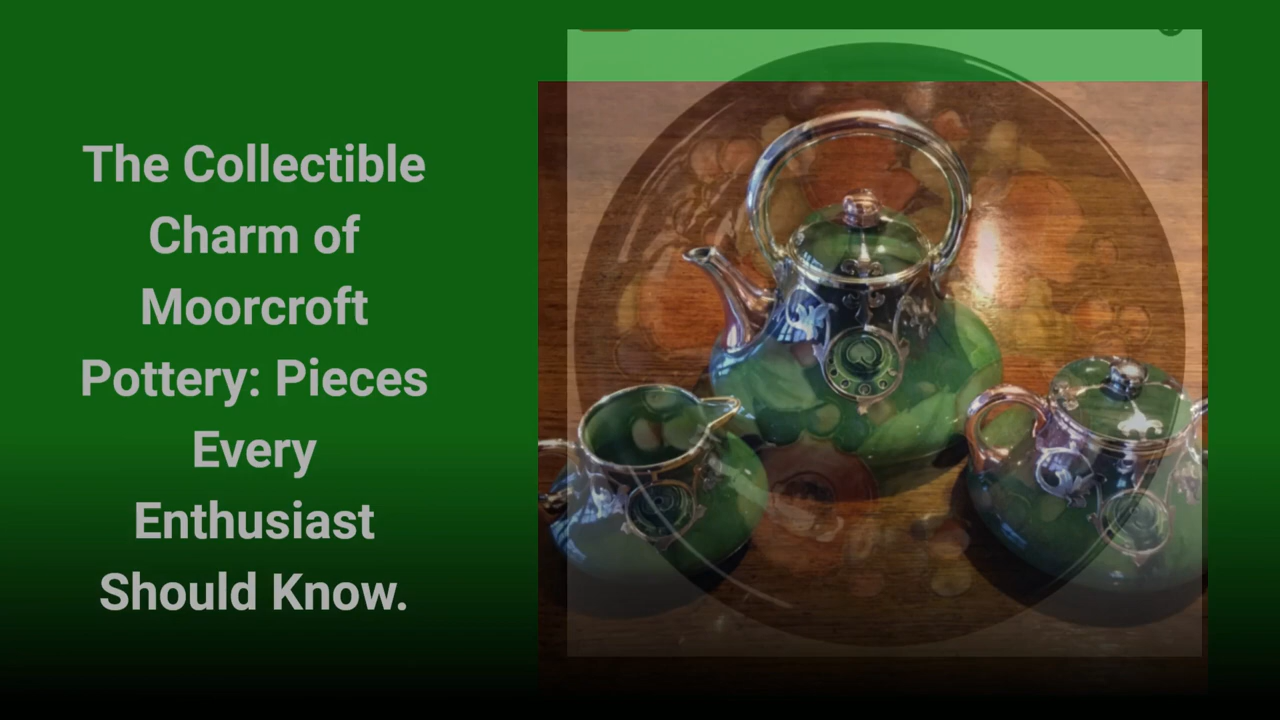 The Collectible
Charm of
Moorcroft
Pottery: Pieces
Every
Enthusiast
Should Know.